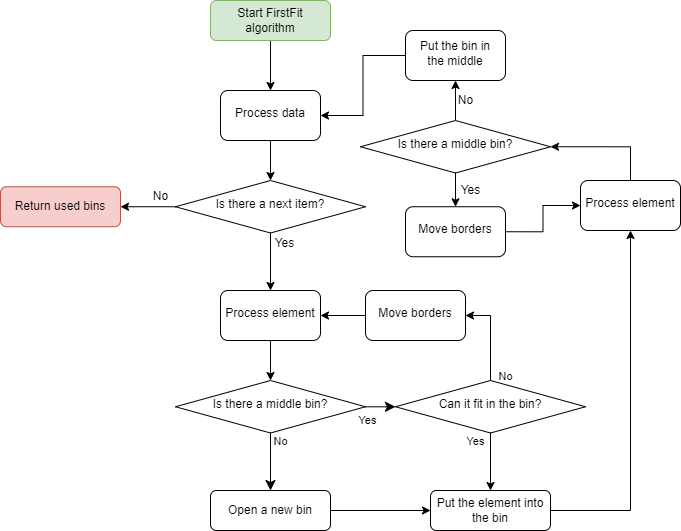 Start FirstFit
algorithm
Put the bin in
the middle
Process data
No
Is there a middle bin?
Yes
No
Is there a next item?
Return used bins
Process element
Move borders
Yes
Process element
Move borders
No
Is there a middle bin?
Can it fit in the bin?
Yes
No
Yes
Open a new bin
Put the element into
the bin